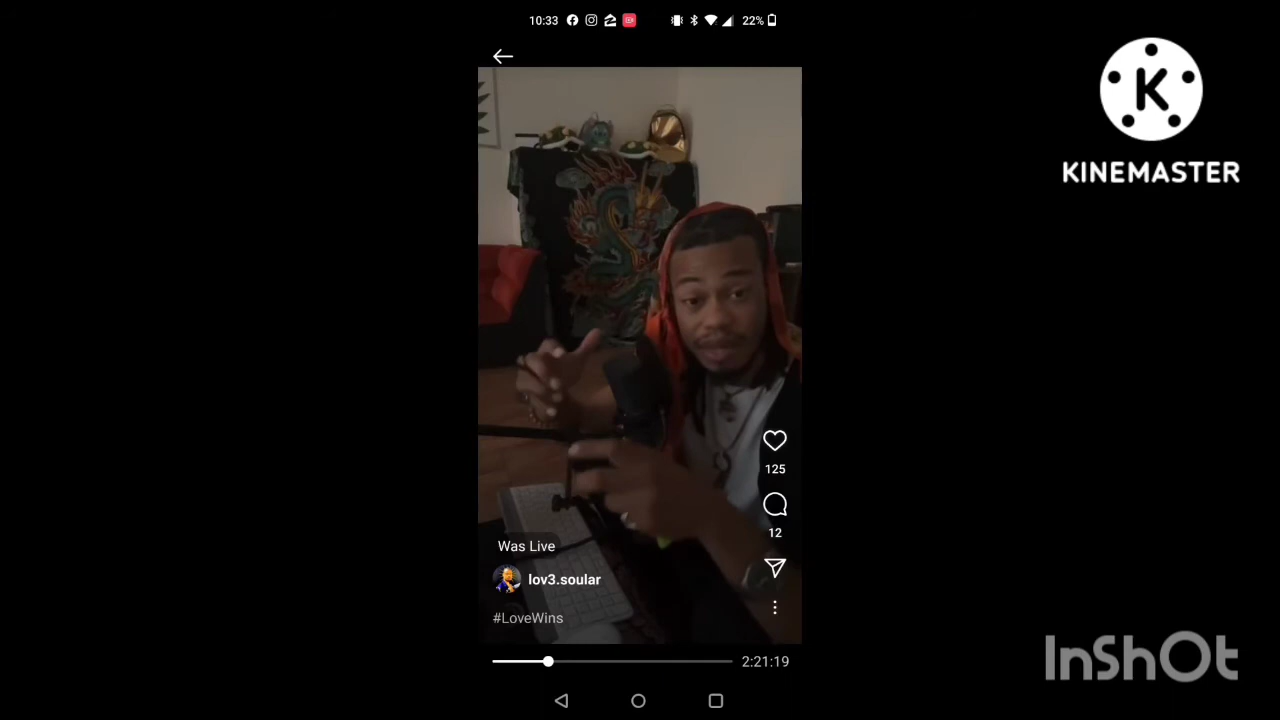 10:33
22%
K
KINEMASTER
125
12
Was Live
lov3.soular
#LoveWins
2:21:19
InShOt